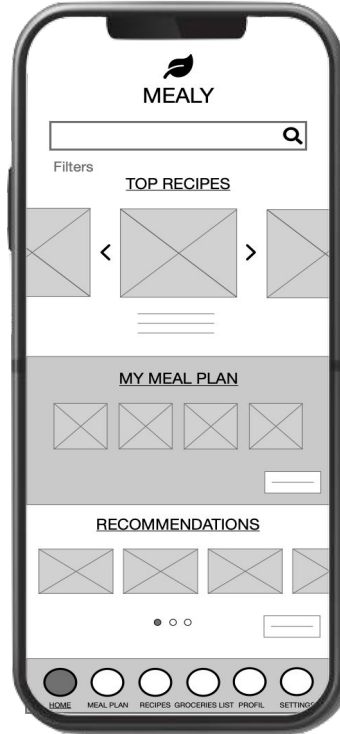 MEALY
Filters
TOP RECIPES
MY MEAL PLAN
RECOMMENDATIONS
HOME MEAL PLAN RECIPES GROCERIES LIST PROFIL SETTINGS